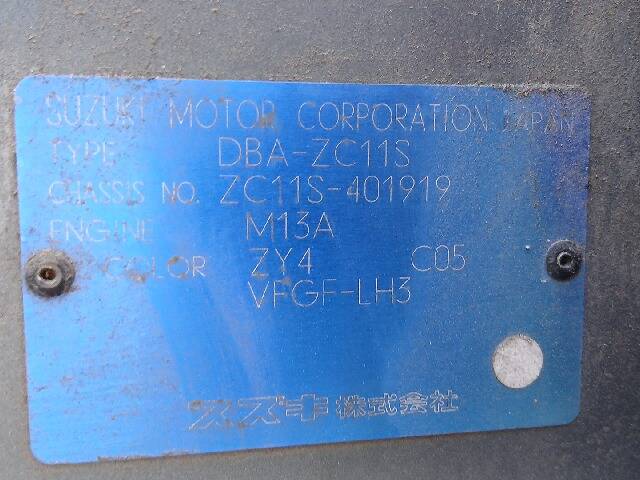 SUZUKI MOTOR CORPORATION JAPAN
TYPE DBA-ZC11S
CHASSIS NO. ZC11S-401919
ENGINE M13A
COLOR ZY4 C05
VFGF-LH3
スズキ株式会社